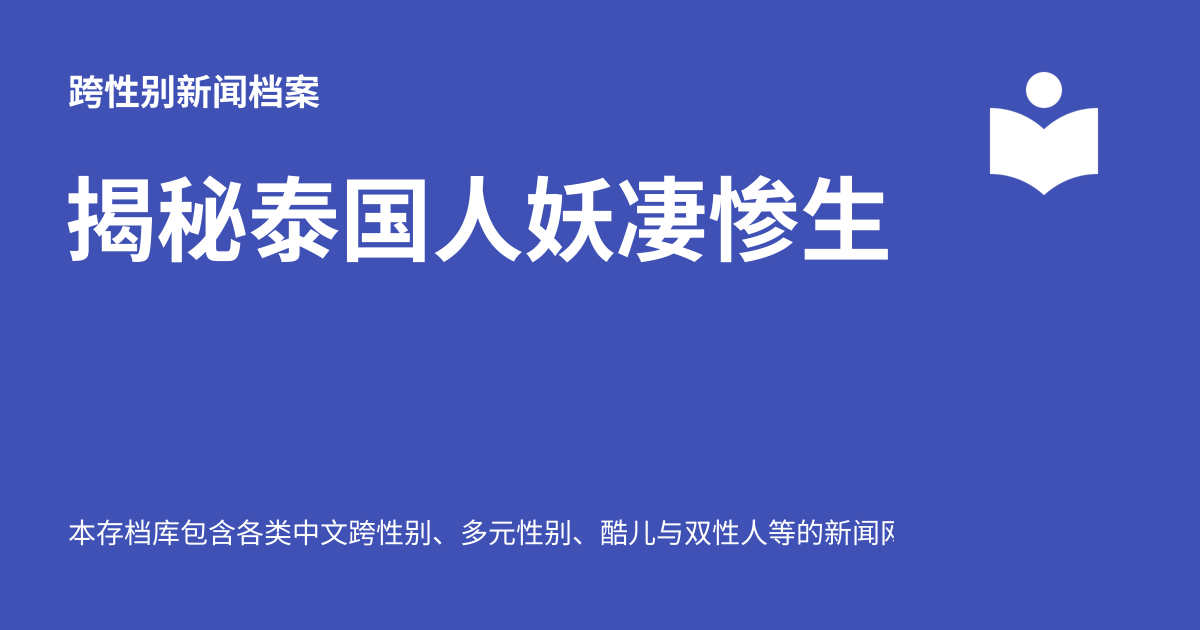 跨性别新闻档案
揭秘泰国人妖凄惨生
本存档库包含各类中文跨性别、多元性别、酷儿与双性人等的新闻网